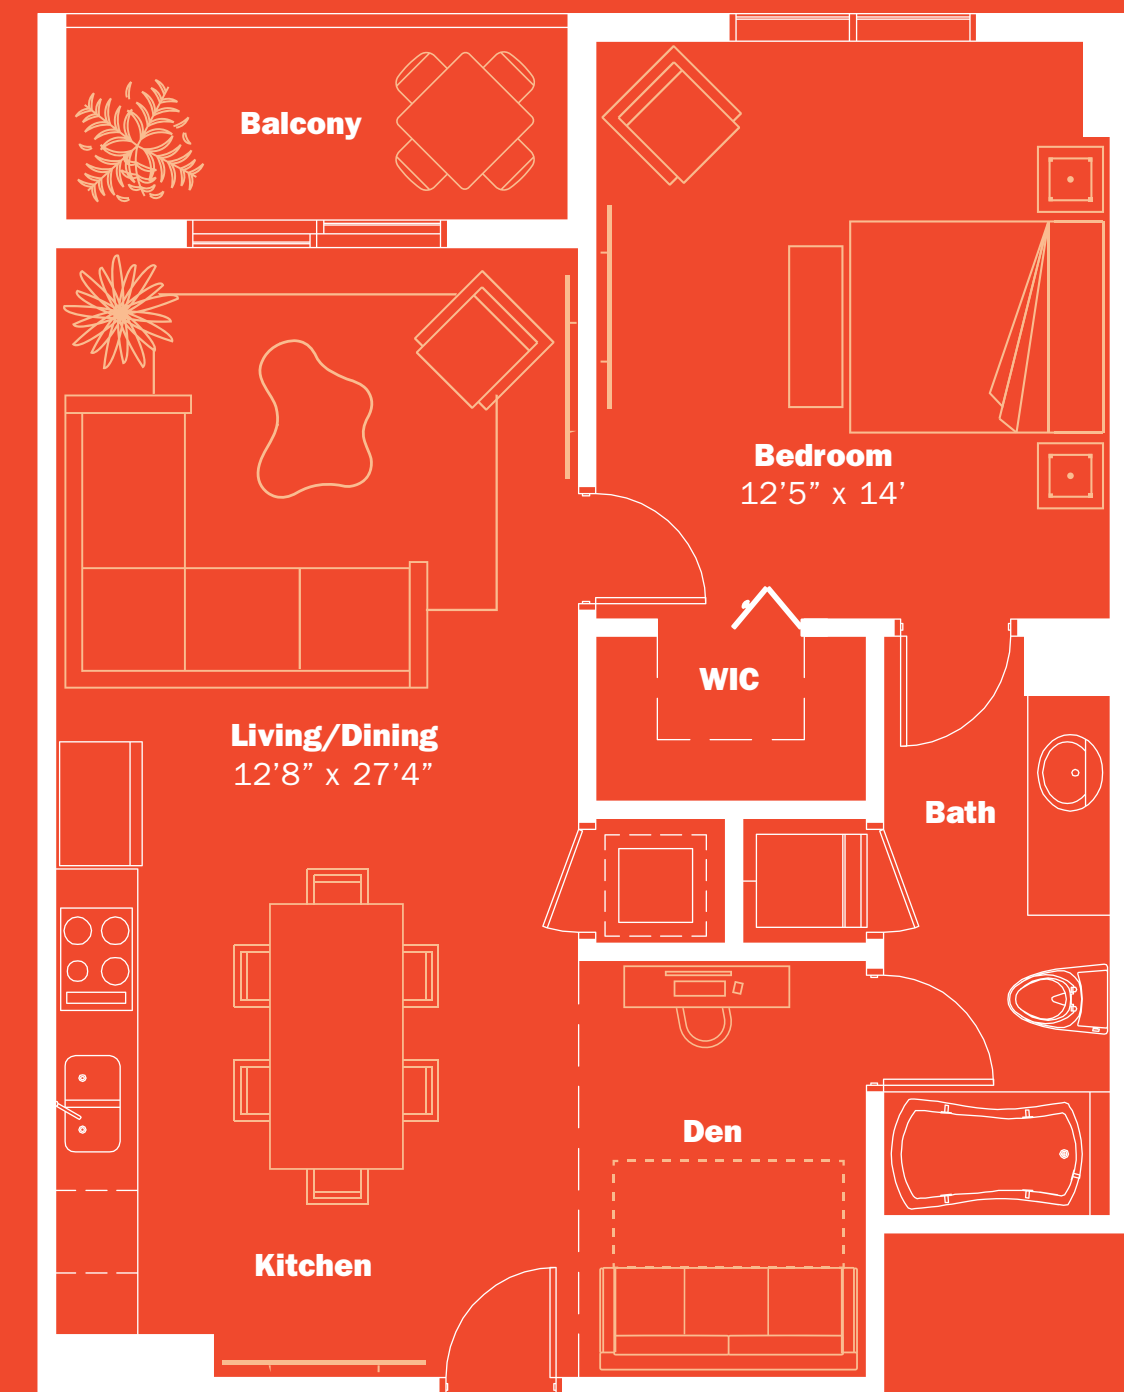 Balcony
Bedroom
12’5” x 14’
WIC
Living/Dining
12’8” x 27’4”
Bath
Den
Kitchen